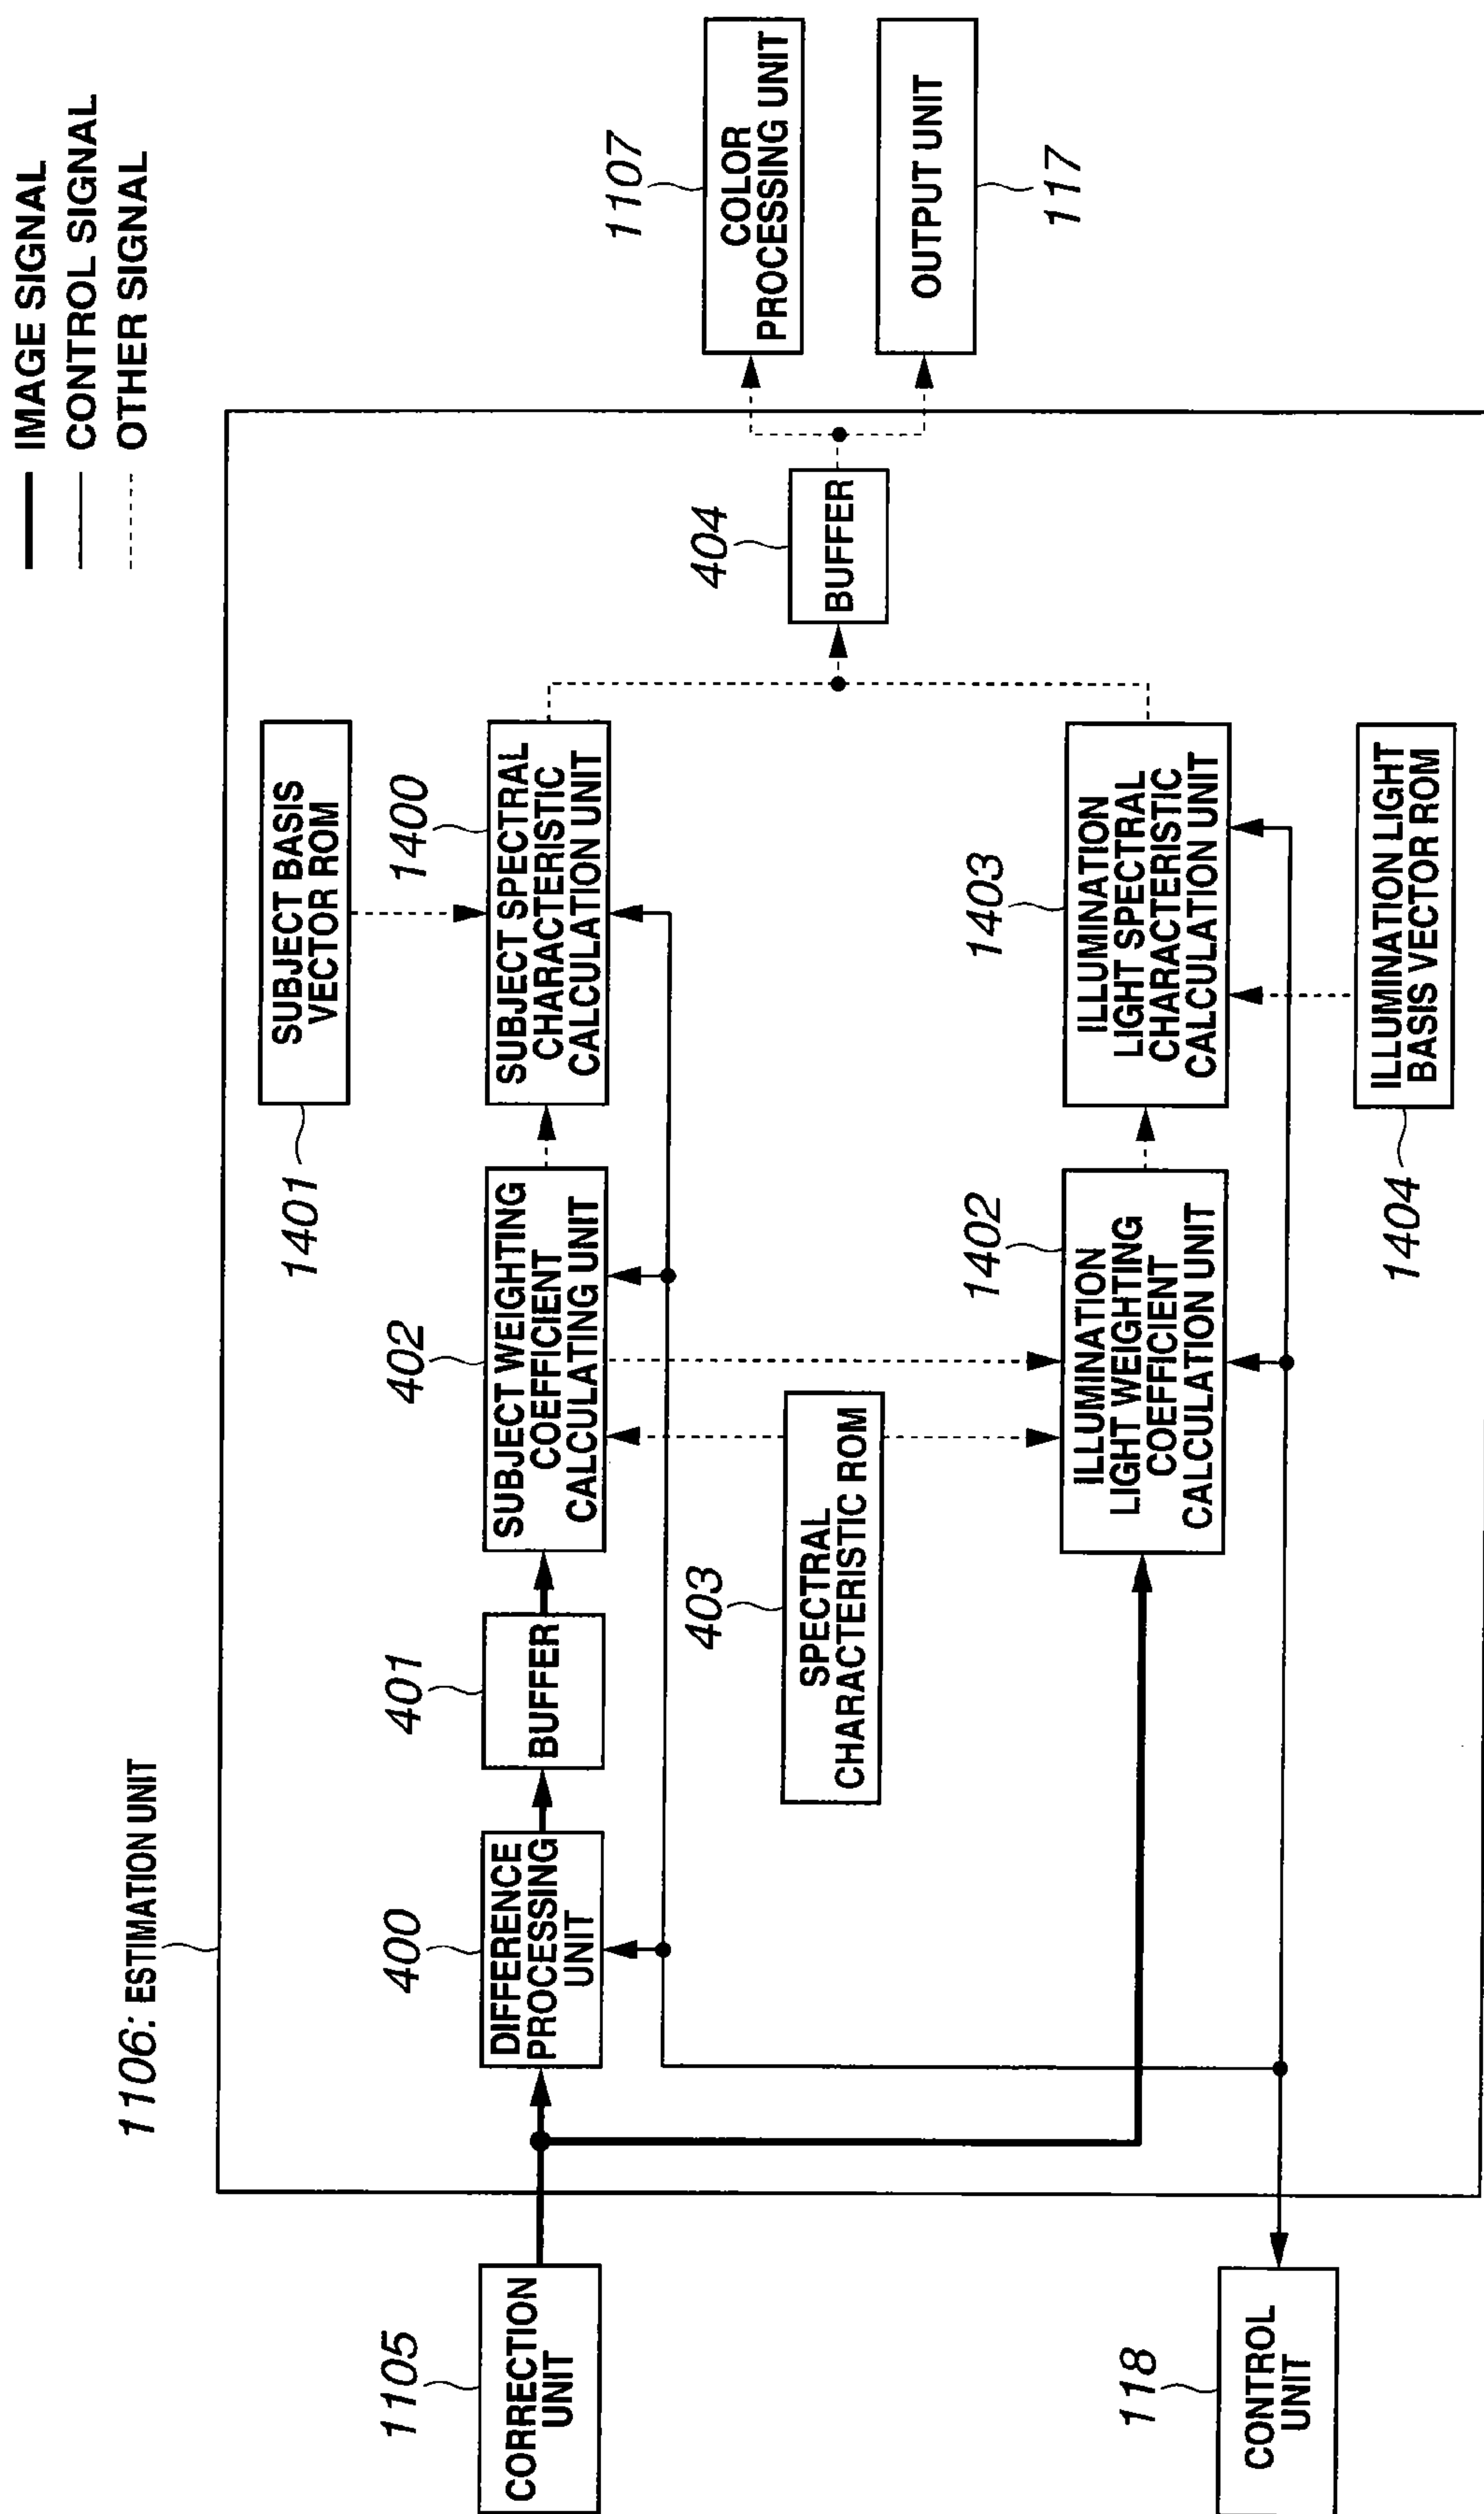 IMAGE SIGNAL
CONTROL SIGNAL
OTHER SIGNAL
1106: ESTIMATION UNIT
1105
CORRECTION
UNIT
400
DIFFERENCE
PROCESSING
UNIT
401
BUFFER
402
SUBJECT WEIGHTING
COEFFICIENT
CALCULATING UNIT
1401
SUBJECT BASIS
VECTOR ROM
1400
SUBJECT SPECTRAL
CHARACTERISTIC
CALCULATION UNIT
403
SPECTRAL
CHARACTERISTIC ROM
404
BUFFER
1107
COLOR
PROCESSING UNIT
OUTPUT UNIT
117
118
CONTROL
UNIT
1402
ILLUMINATION
LIGHT WEIGHTING
COEFFICIENT
CALCULATION UNIT
1403
ILLUMINATION
LIGHT SPECTRAL
CHARACTERISTIC
CALCULATION UNIT
1404
ILLUMINATION LIGHT
BASIS VECTOR ROM